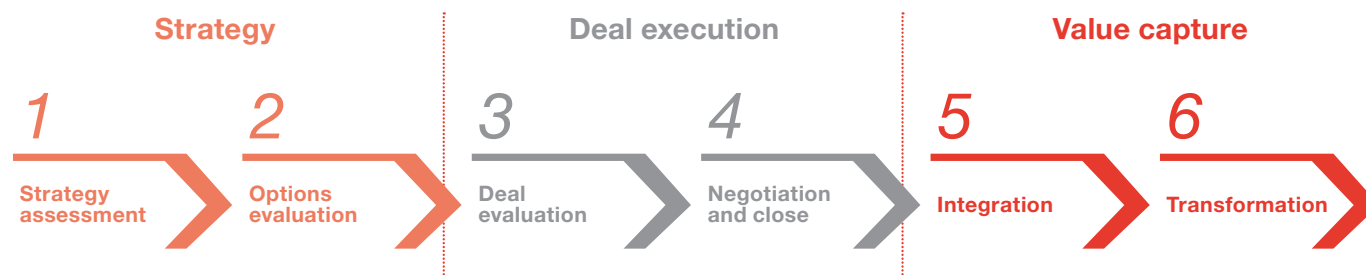 Strategy
Deal execution
Value capture
1
2
3
4
5
6
Strategy
assessment
Options
evaluation
Deal
evaluation
Negotiation
and close
Integration
Transformation